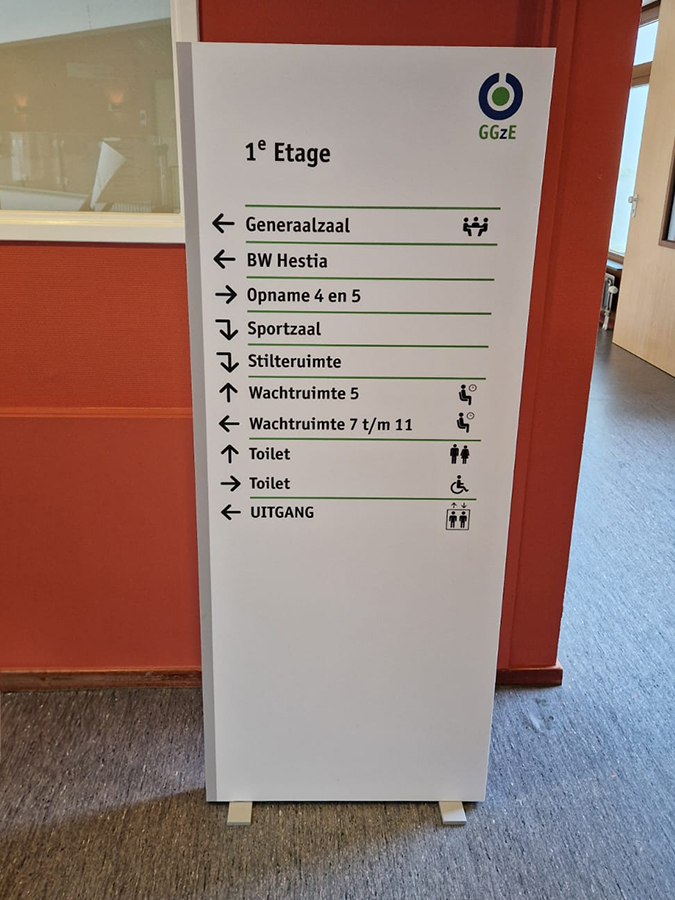 GGzE
1e Etage
← Generaalzaal
← BW Hestia
→ Opname 4 en 5
Sportzaal
Stilteruimte
↑ Wachtruimte 5
← Wachtruimte 7 t/m 11
↑ Toilet
→ Toilet
← UITGANG